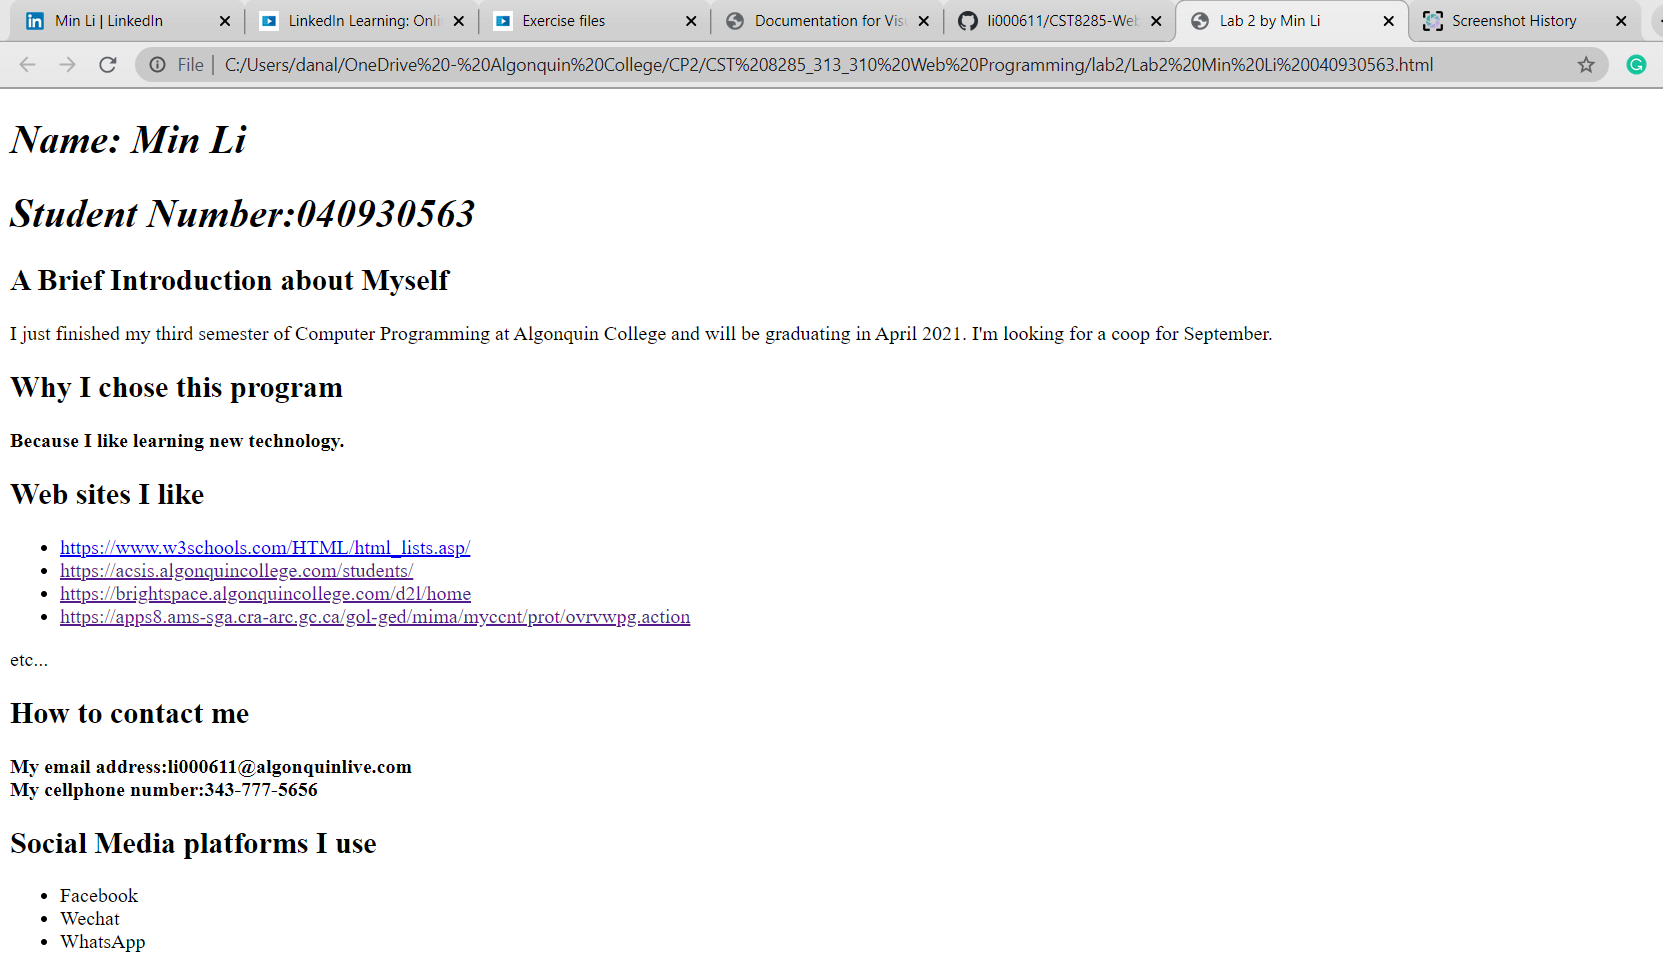 Min Li | LinkedIn
LinkedIn Learning: Onli
Exercise files
Documentation for Visu
li000611/CST8285-Web
Lab 2 by Min Li
Screenshot History
File | C:/Users/danal/OneDrive%20-%20Algonquin%20College/CP2/CST%208285_313_310%20Web%20Programming/lab2/Lab2%20Min%20Li%20040930563.html
Name: Min Li
Student Number:040930563
A Brief Introduction about Myself
I just finished my third semester of Computer Programming at Algonquin College and will be graduating in April 2021. I'm looking for a coop for September.
Why I chose this program
Because I like learning new technology.
Web sites I like
• https://www.w3schools.com/HTML/html_lists.asp/
• https://acsis.algonquincollege.com/students/
• https://brightspace.algonquincollege.com/d2l/home
• https://apps8.ams-sga.cra-arc.gc.ca/gol-ged/mima/myccnt/prot/ovrvwpg.action
etc...
How to contact me
My email address:li000611@algonquinlive.com
My cellphone number:343-777-5656
Social Media platforms I use
• Facebook
• Wechat
• WhatsApp